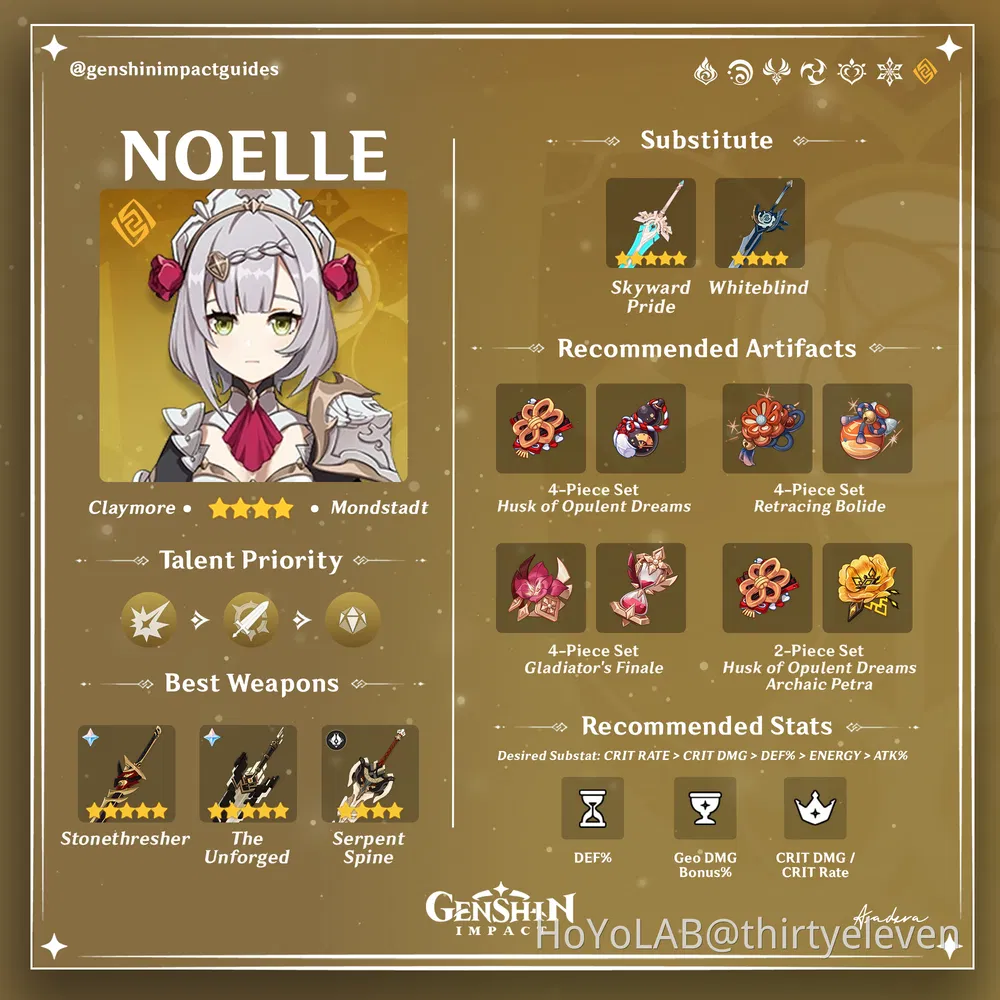 @genshinimpactguides
NOELLE
Claymore • • Mondstadt
Talent Priority
Best Weapons
Stonethresher
The
Unforged
Serpent
Spine
Substitute
Skyward
Pride
Whiteblind
Recommended Artifacts
4-Piece Set
Husk of Opulent Dreams
4-Piece Set
Retracing Bolide
4-Piece Set
Gladiator's Finale
2-Piece Set
Husk of Opulent Dreams
Archaic Petra
Recommended Stats
Desired Substat: CRIT RATE > CRIT DMG > DEF% > ENERGY > ATK%
DEF%
Geo DMG
Bonus%
CRIT DMG /
CRIT Rate
GENSHIN
IMPACT
HoYoLAB@thirtyeleven